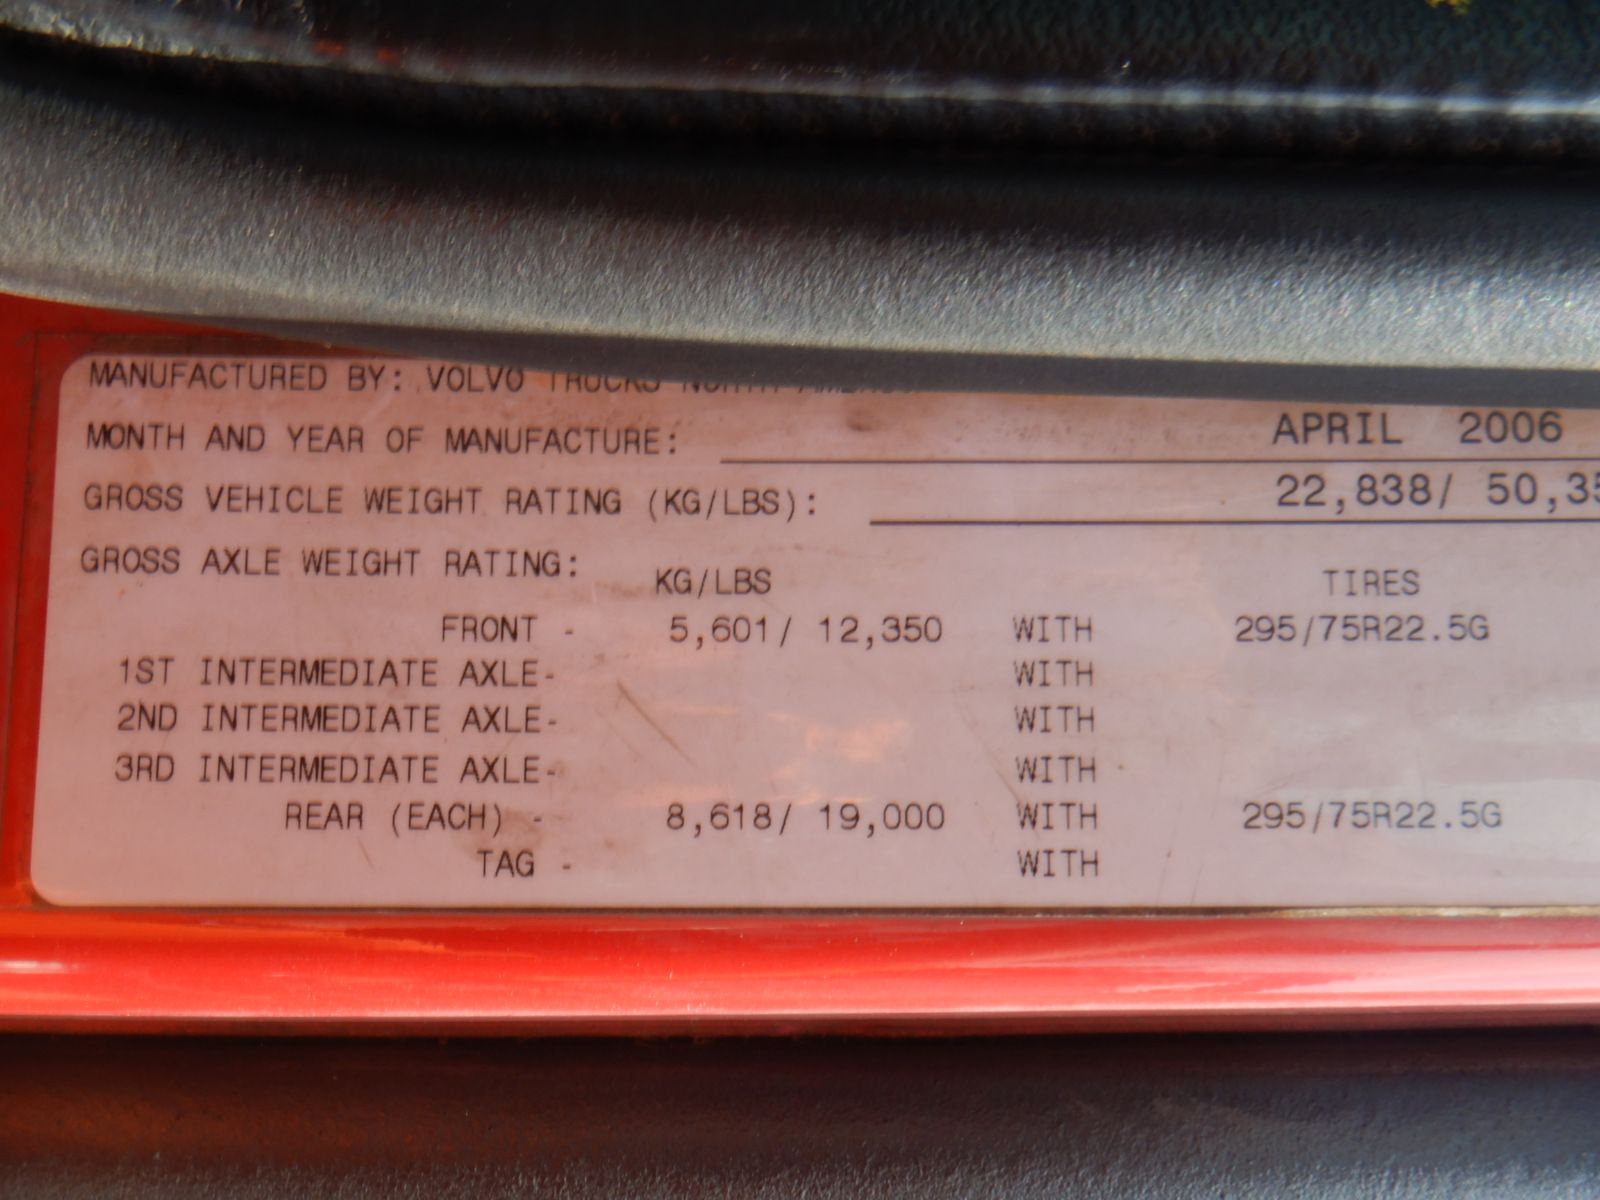 MANUFACTURED BY: VOLVO TRUCKS NORTH
MONTH AND YEAR OF MANUFACTURE: APRIL 2006
GROSS VEHICLE WEIGHT RATING (KG/LBS): 22,838/ 50,35
GROSS AXLE WEIGHT RATING:
KG/LBS TIRES
FRONT - 5,601/ 12,350 WITH 295/75R22.5G
1ST INTERMEDIATE AXLE- WITH
2ND INTERMEDIATE AXLE- WITH
3RD INTERMEDIATE AXLE- WITH
REAR (EACH) - 8,618/ 19,000 WITH 295/75R22.5G
TAG - WITH